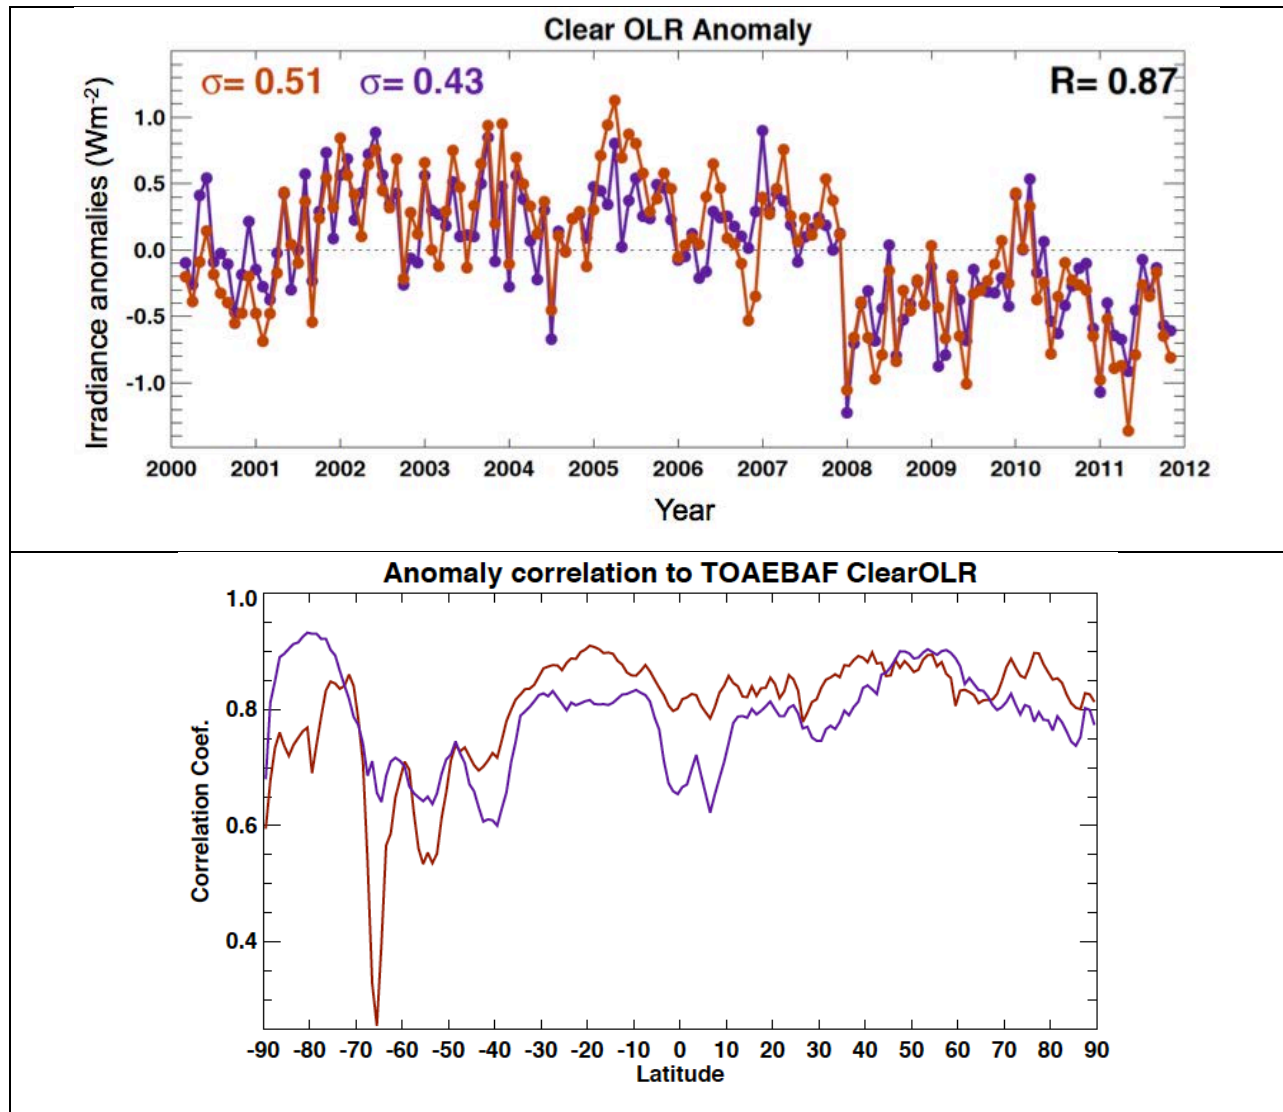 Clear OLR Anomaly
σ= 0.51 σ= 0.43 R= 0.87
Irradiance anomalies (Wm-2)
1.0
0.5
0.0
-0.5
-1.0
2000 2001 2002 2003 2004 2005 2006 2007 2008 2009 2010 2011 2012
Year
Anomaly correlation to TOAEBAF ClearOLR
Correlation Coef.
1.0
0.8
0.6
0.4
-90 -80 -70 -60 -50 -40 -30 -20 -10 0 10 20 30 40 50 60 70 80 90
Latitude